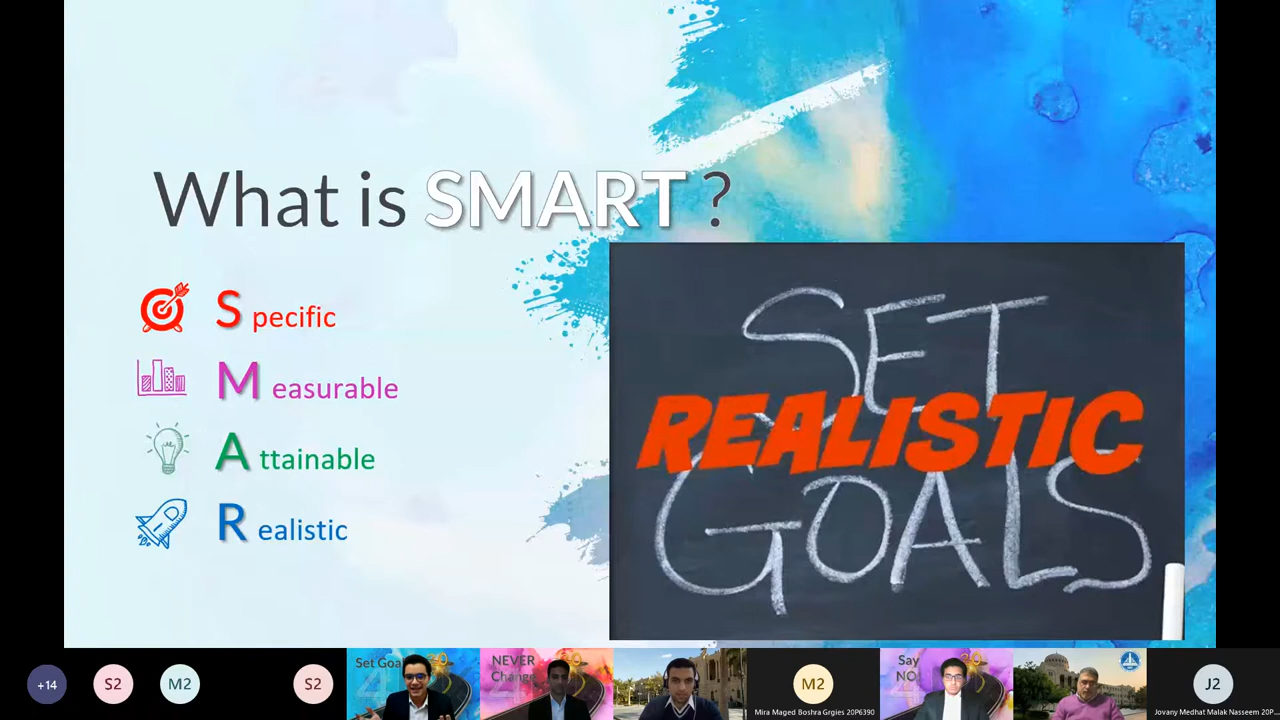 What is SMART ?
S pecific
M easurable
A ttainable
R ealistic
SET
REALISTIC
GOALS
+14
S2
M2
S2
Set Goal
NEVER
Change
M2
Mira Maged Boshra Grgies 20P6390
Say
NO
J2
Jovany Medhat Malak Nasseem 20P...